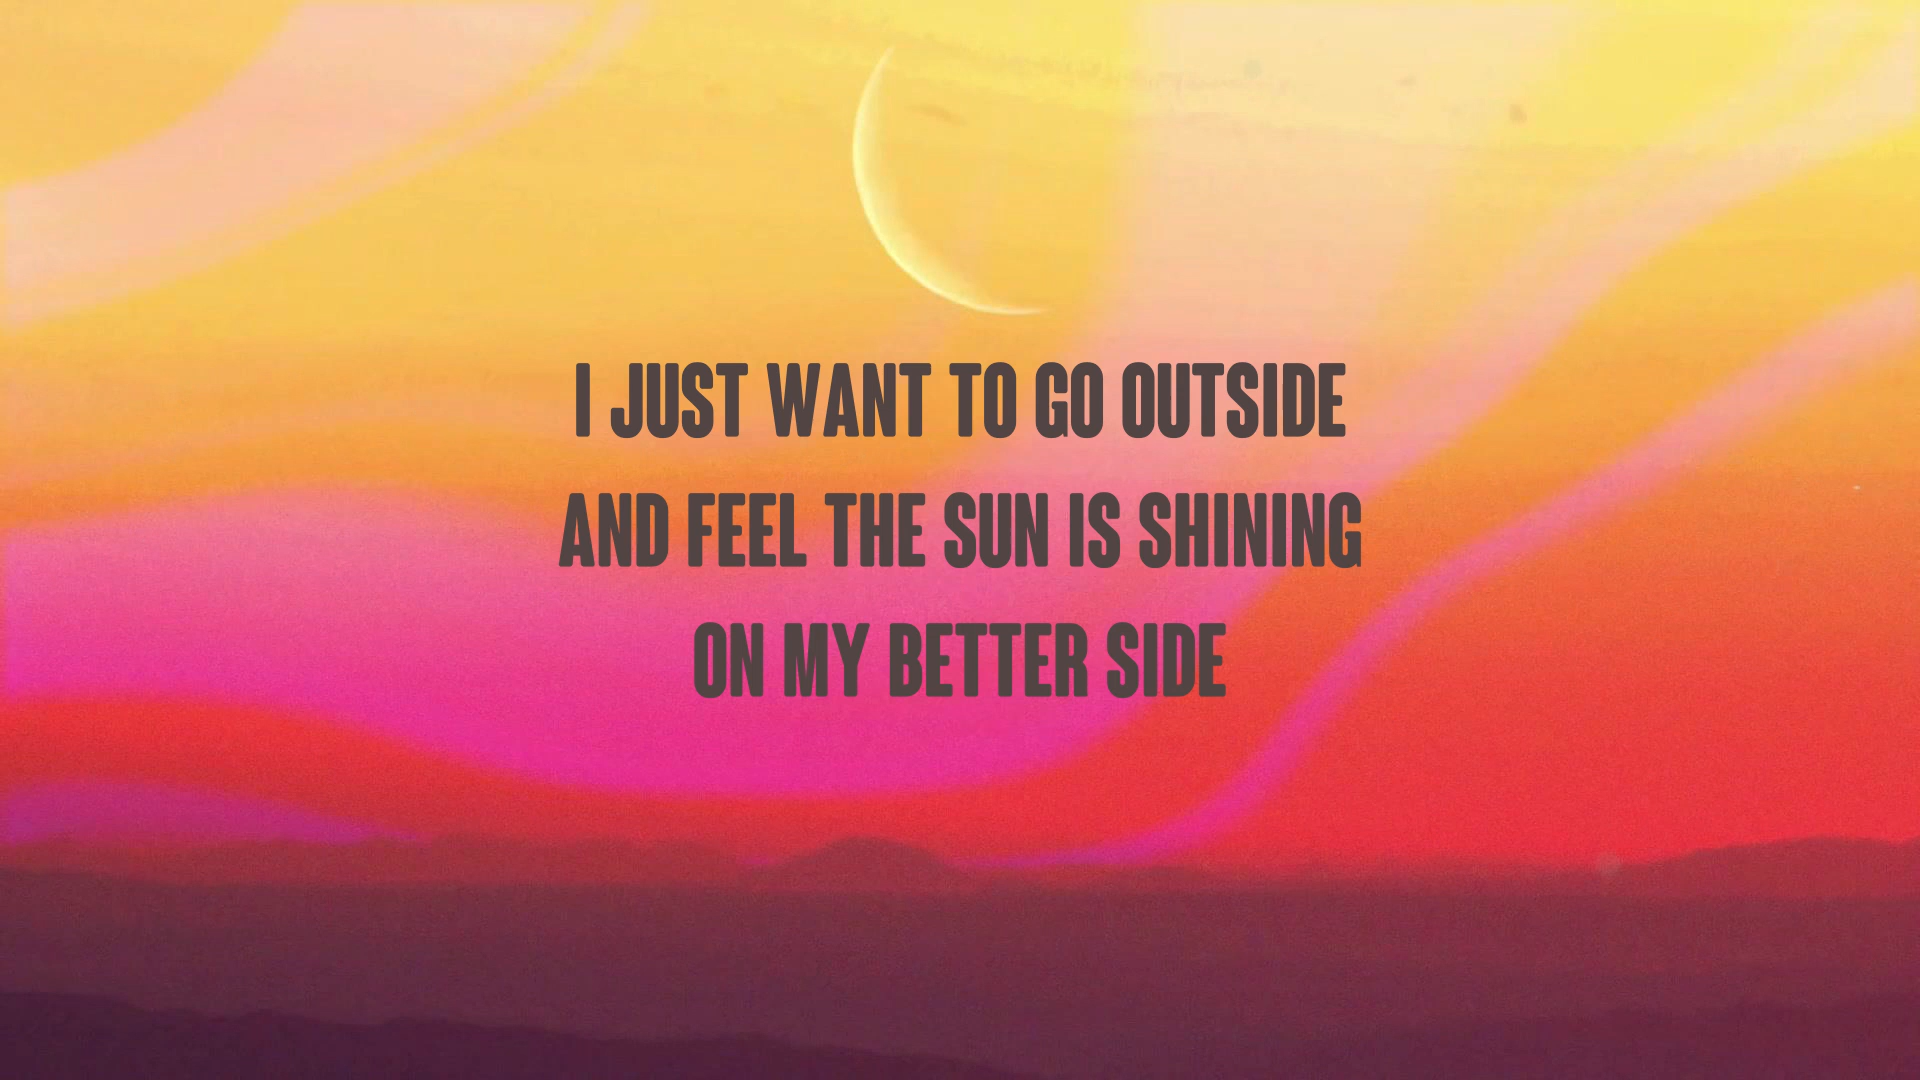 I JUST WANT TO GO OUTSIDE
AND FEEL THE SUN IS SHINING
ON MY BETTER SIDE